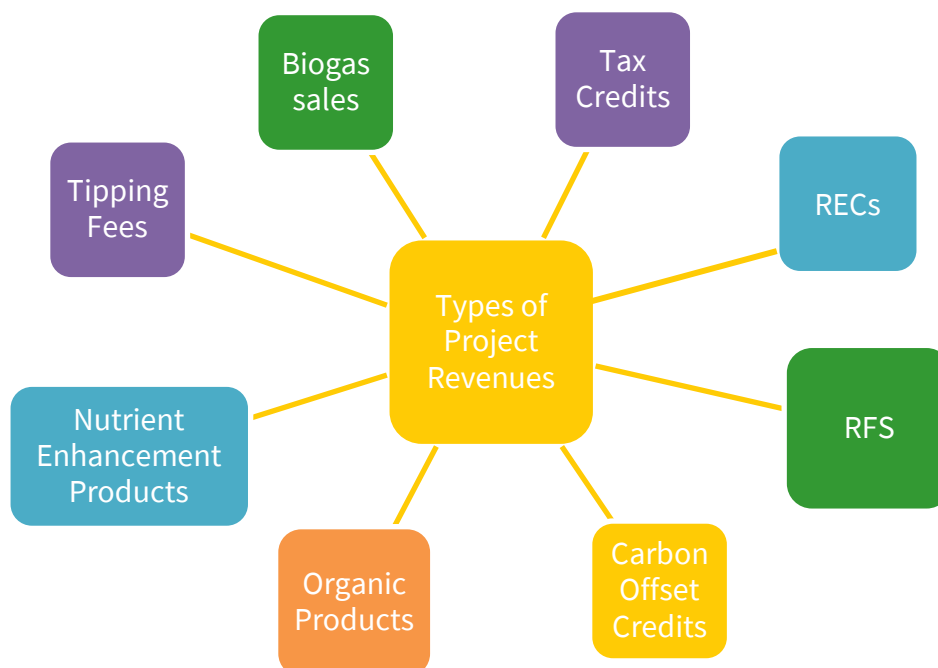 Biogas
sales
Tax
Credits
Tipping
Fees
RECs
Types of
Project
Revenues
Nutrient
Enhancement
Products
RFS
Organic
Products
Carbon
Offset
Credits